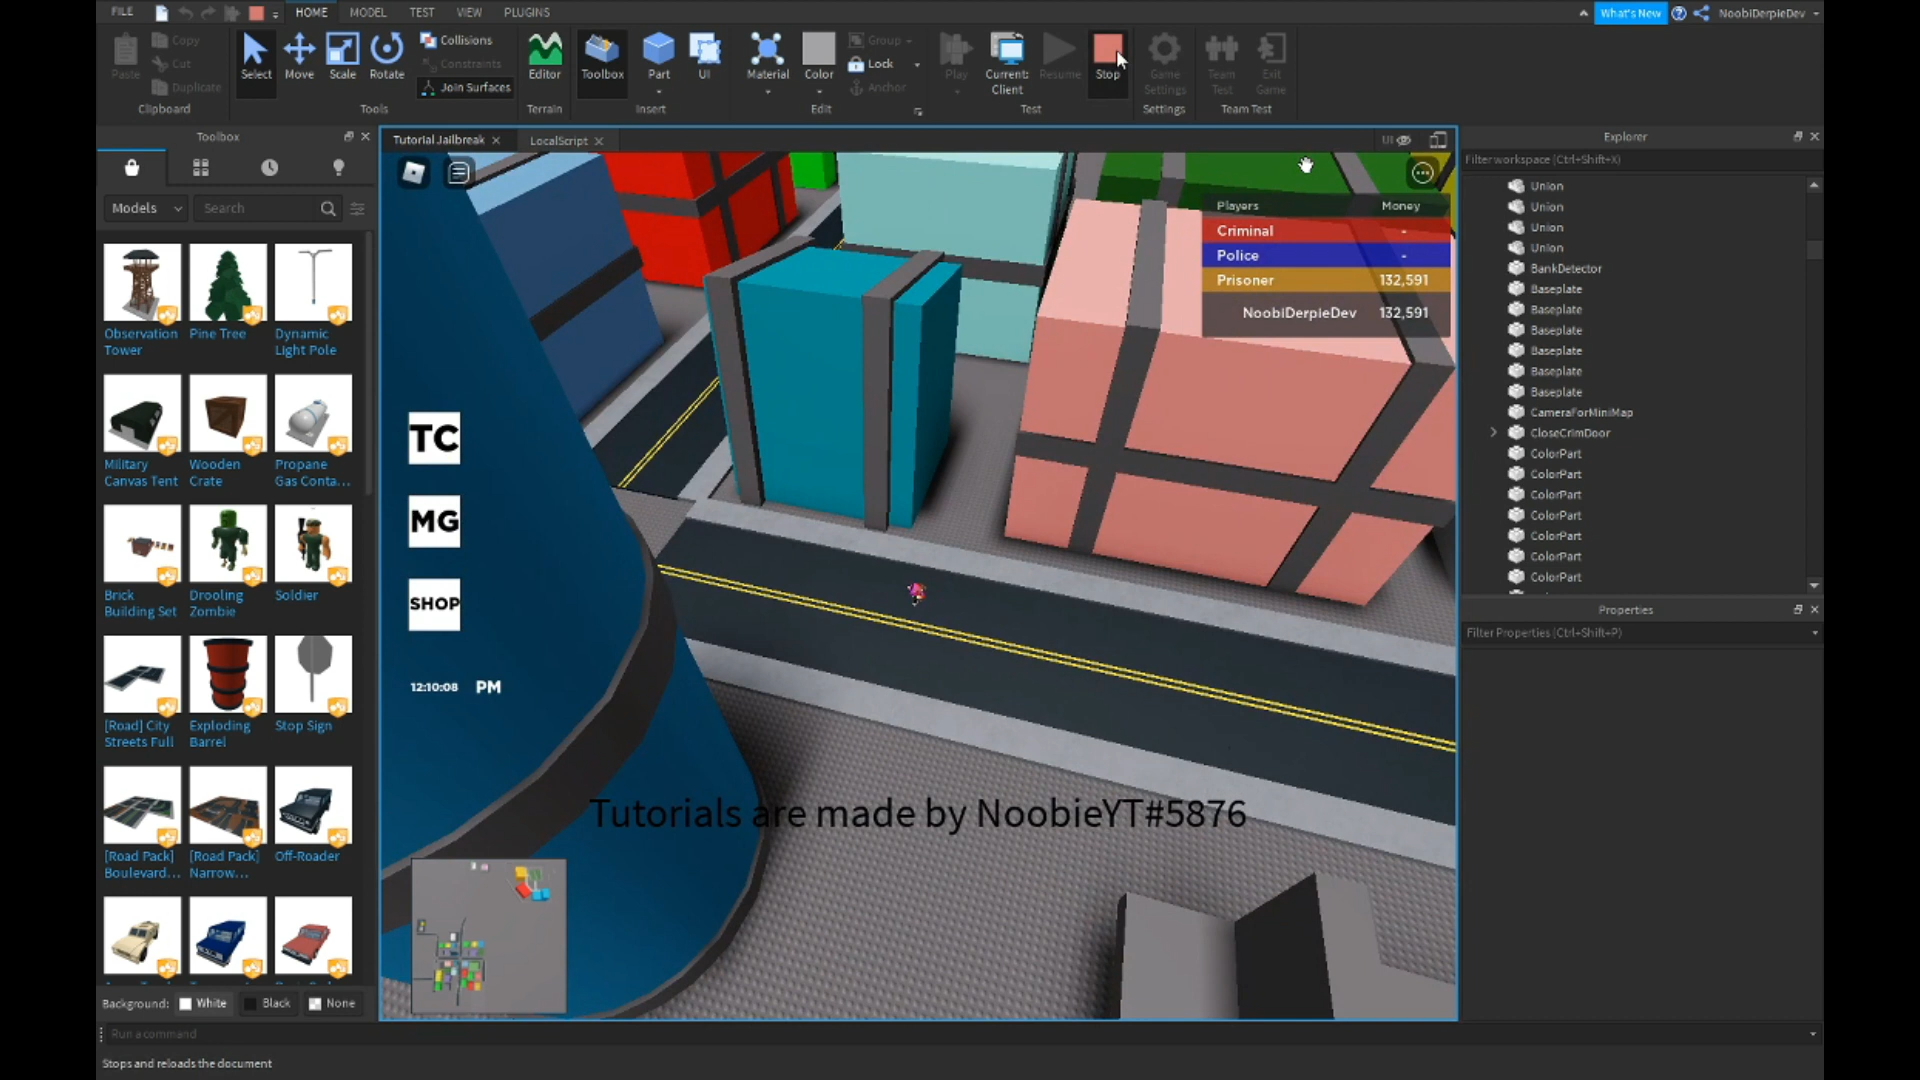 FILE HOME MODEL TEST VIEW PLUGINS What's New NoobiDerpieDev
Paste Copy Cut Duplicate Clipboard
Select Move Scale Rotate Collisions Constraints Join Surfaces Tools
Editor Terrain
Toolbox Part UI Insert
Material Color Group Lock Anchor Edit
Play Current: Client Resume Stop Test
Game Settings Settings
Team Test Exit Game Team Test
Toolbox
Models Search
Observation Tower
Pine Tree
Dynamic Light Pole
Military Canvas Tent
Wooden Crate
Propane Gas Conta...
Brick Building Set
Drooling Zombie
Soldier
[Road] City Streets Full
Exploding Barrel
Stop Sign
[Road Pack] Boulevard...
[Road Pack] Narrow...
Off-Roader
Background: White Black None
Run a command
Stops and reloads the document
Tutorial Jailbreak LocalScript UI
Players Money
Criminal -
Police -
Prisoner 132,591
NoobiDerpieDev 132,591
TC
MG
SHOP
12:10:08 PM
Tutorials are made by NoobieYT#5876
Explorer
Filter workspace (Ctrl+Shift+X)
Union
Union
Union
Union
BankDetector
Baseplate
Baseplate
Baseplate
Baseplate
Baseplate
Baseplate
CameraForMiniMap
CloseCrimDoor
ColorPart
ColorPart
ColorPart
ColorPart
ColorPart
ColorPart
ColorPart
Properties
Filter Properties (Ctrl+Shift+P)